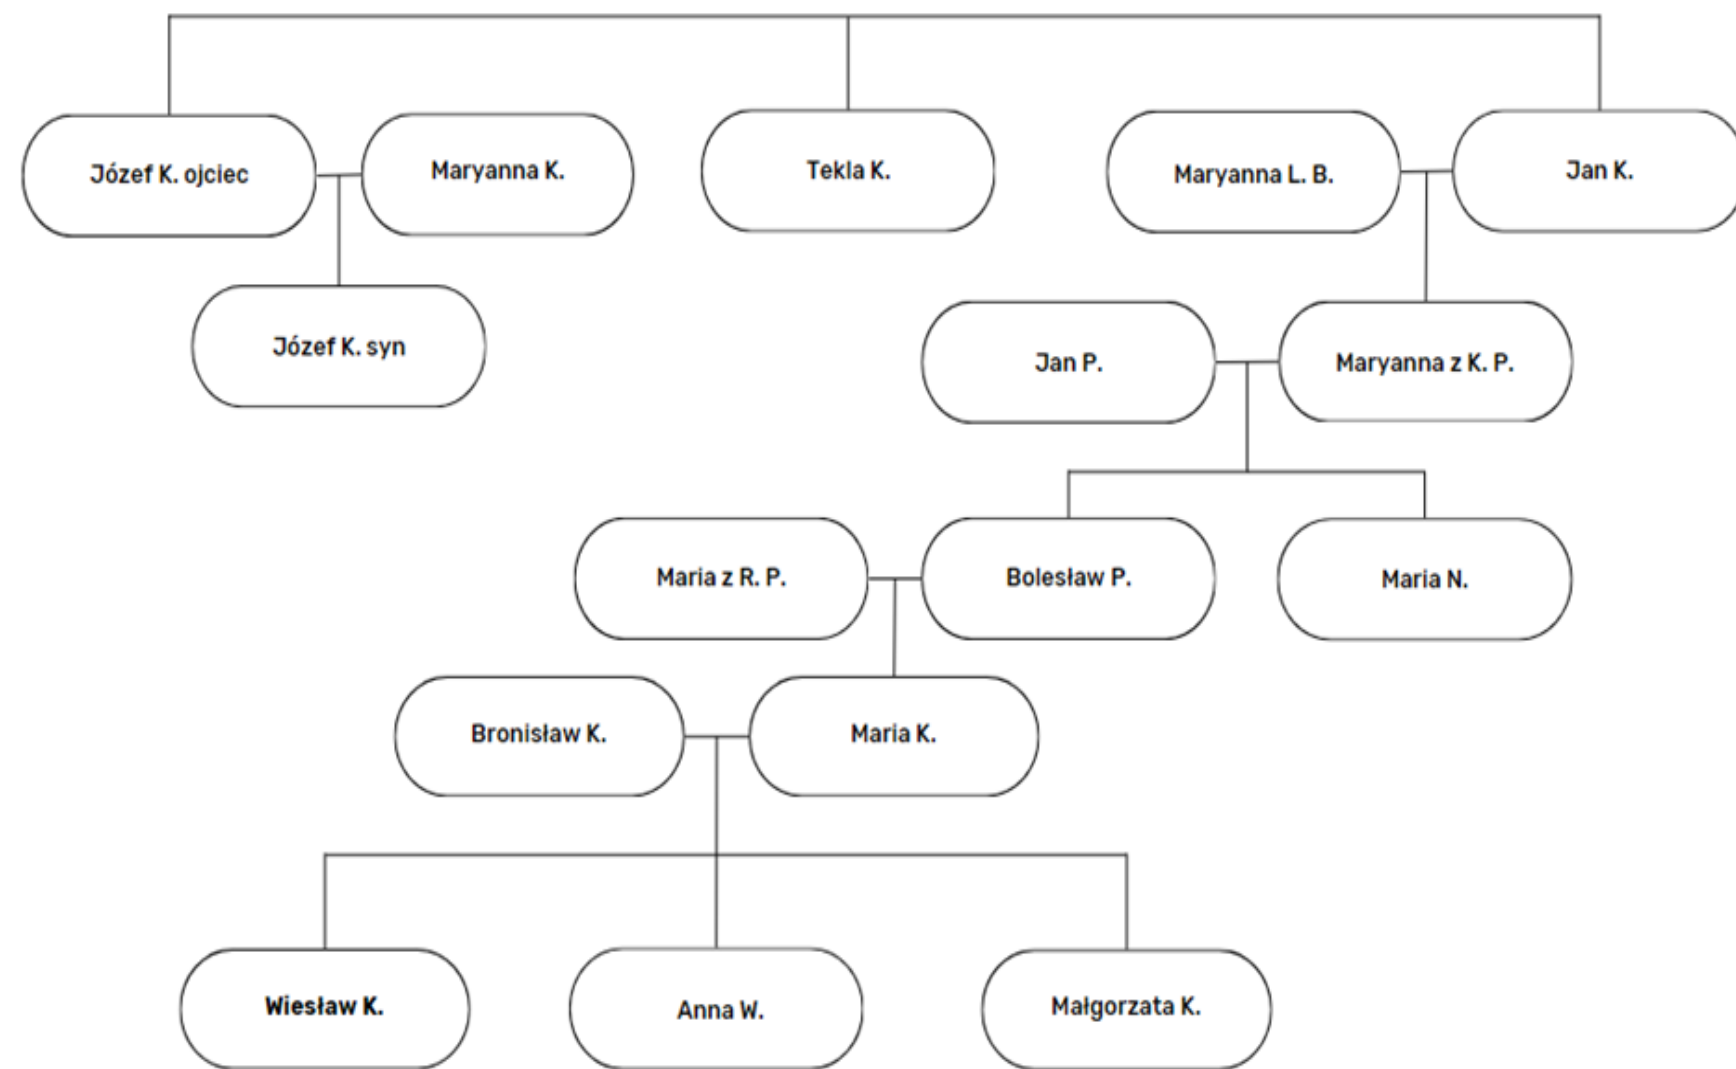 Józef K. ojciec
Maryanna K.
Tekla K.
Maryanna L. B.
Jan K.
Józef K. syn
Jan P.
Maryanna z K. P.
Maria z R. P.
Bolesław P.
Maria N.
Bronisław K.
Maria K.
Wiesław K.
Anna W.
Małgorzata K.